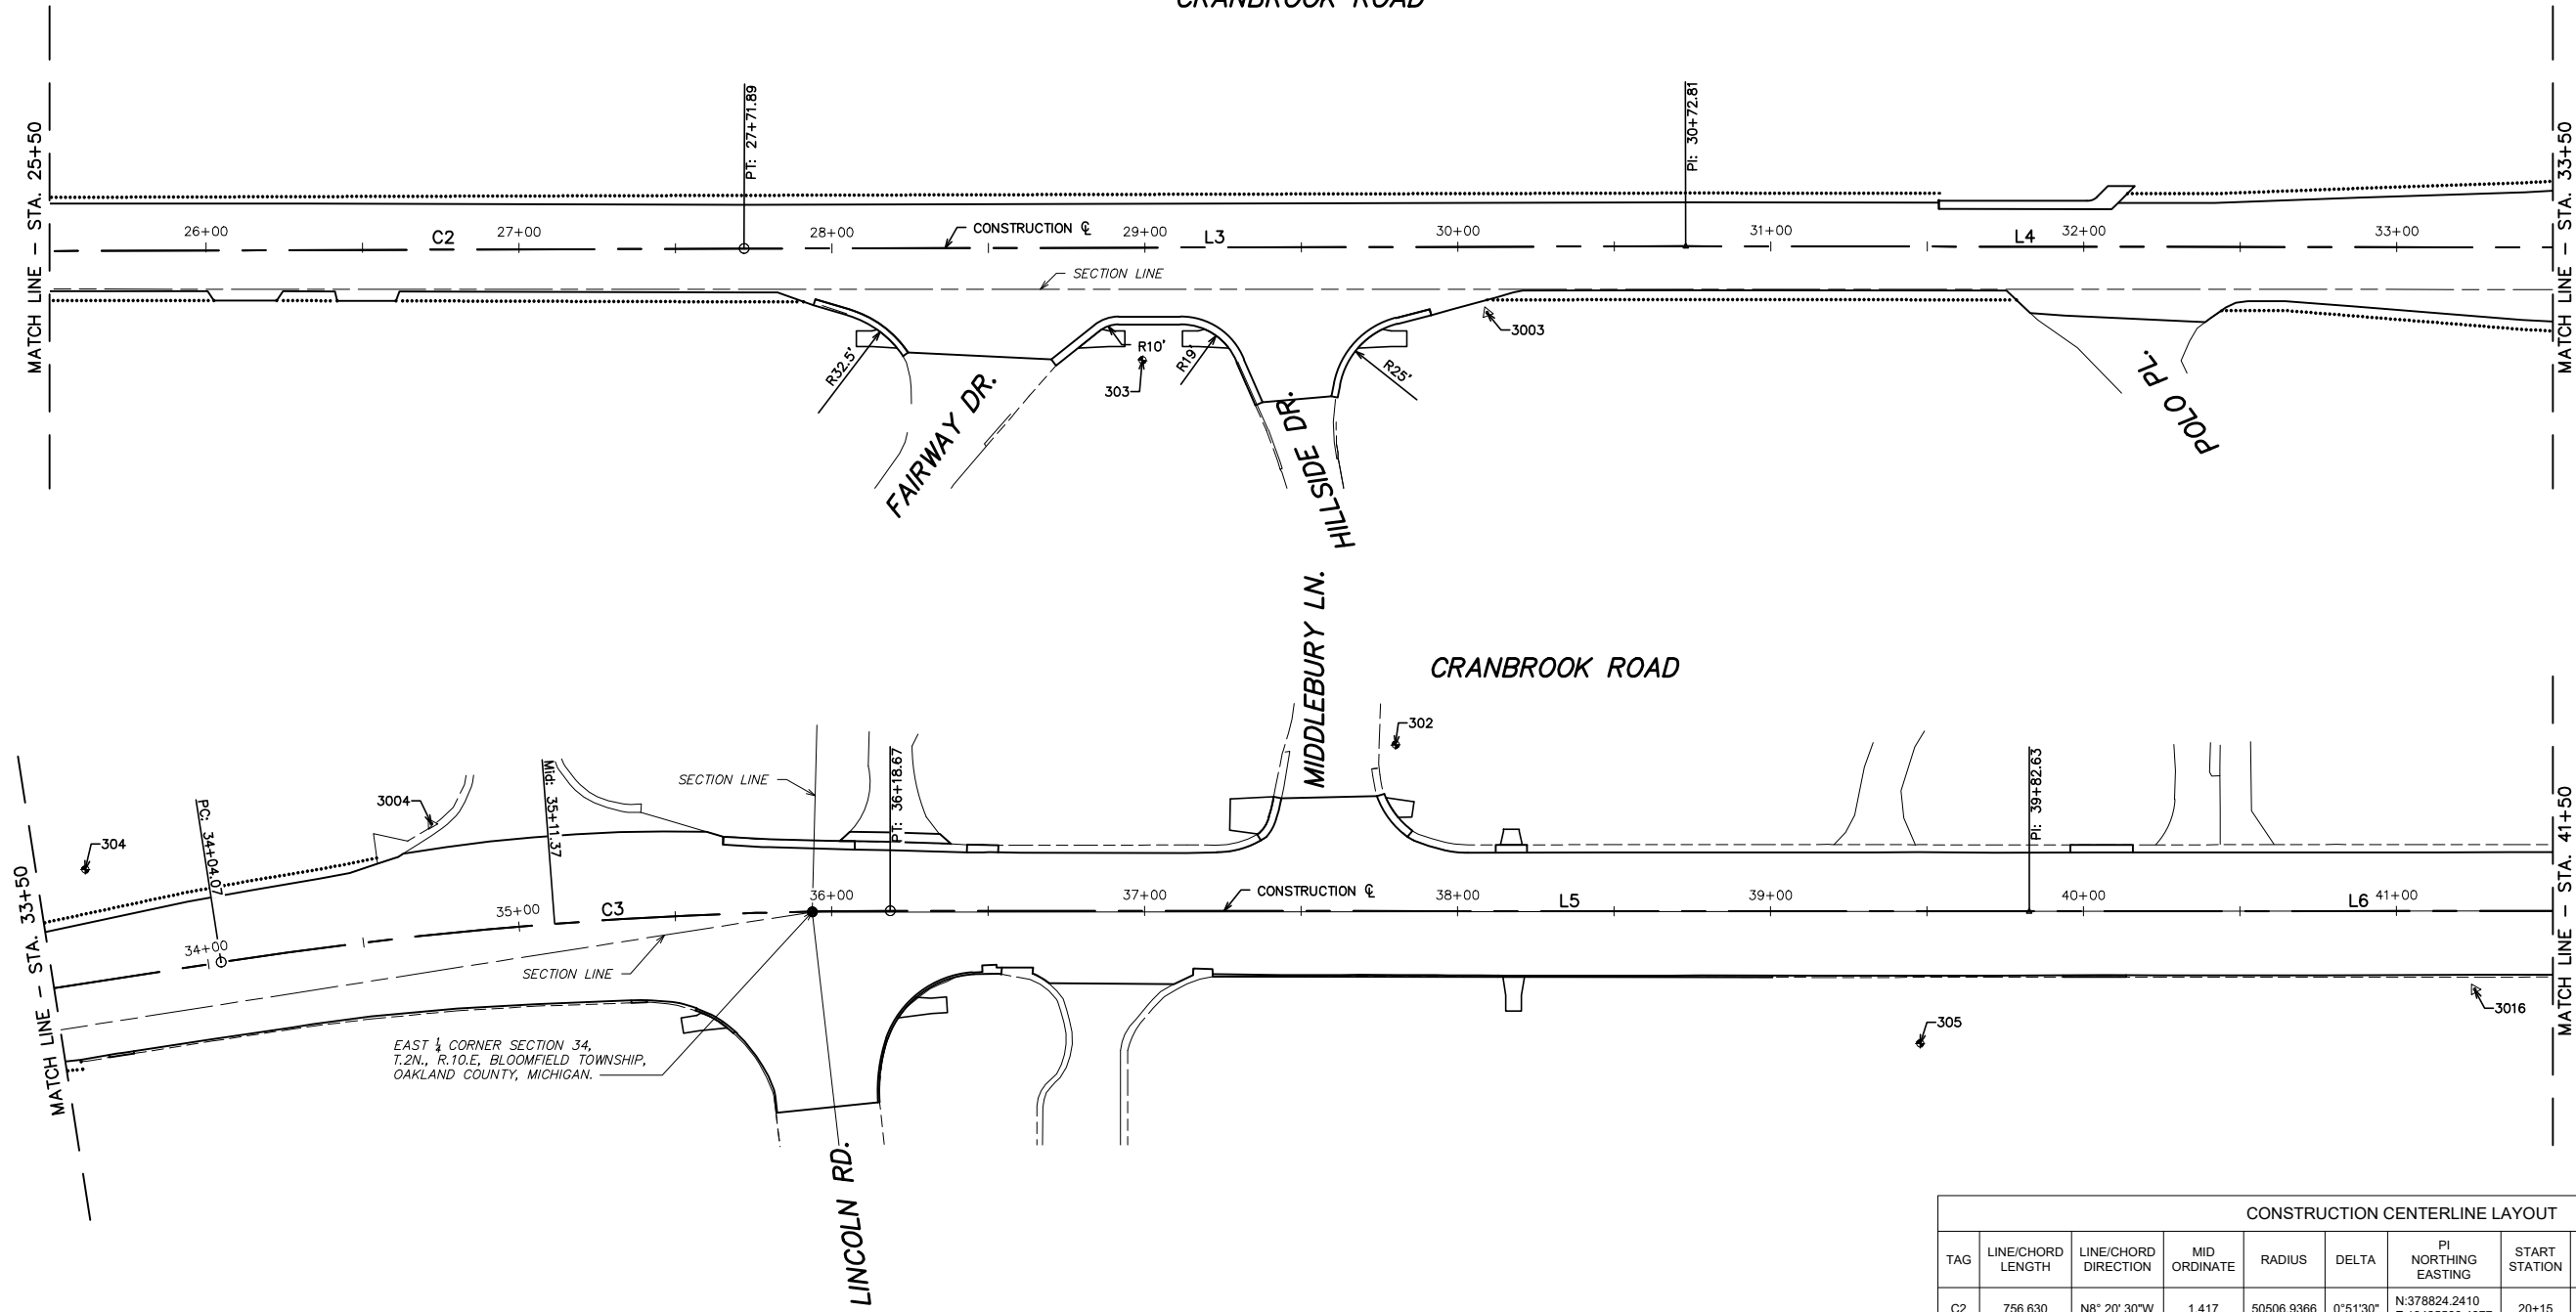 CRANBROOK ROAD
MATCH LINE - STA. 25+50
PT: 27+71.89
PI: 30+72.81
MATCH LINE - STA. 33+50
26+00
C2
27+00
28+00
CONSTRUCTION ℄
29+00
L3
30+00
31+00
L4
32+00
33+00
SECTION LINE
3003
R32.5'
R10'
303
R19'
R25'
FAIRWAY DR.
HILLSIDE DR.
POLO PL.
MIDDLEBURY LN.
CRANBROOK ROAD
302
SECTION LINE
PT: 36+18.67
PI: 39+82.63
Mid: 35+11.37
3004
PC: 34+04.07
304
MATCH LINE - STA. 33+50
34+00
35+00
C3
36+00
37+00
CONSTRUCTION ℄
38+00
L5
39+00
40+00
L6
41+00
MATCH LINE - STA. 41+50
SECTION LINE
3016
305
EAST ¼ CORNER SECTION 34,
T.2N., R.10.E, BLOOMFIELD TOWNSHIP,
OAKLAND COUNTY, MICHIGAN.
LINCOLN RD.
CONSTRUCTION CENTERLINE LAYOUT
TAG
LINE/CHORD
LENGTH
LINE/CHORD
DIRECTION
MID
ORDINATE
RADIUS
DELTA
PI
NORTHING
EASTING
START
STATION
C2
756.630
N8° 20' 30"W
1.417
50506.9366
0°51'30"
N:378824.2410
20+15